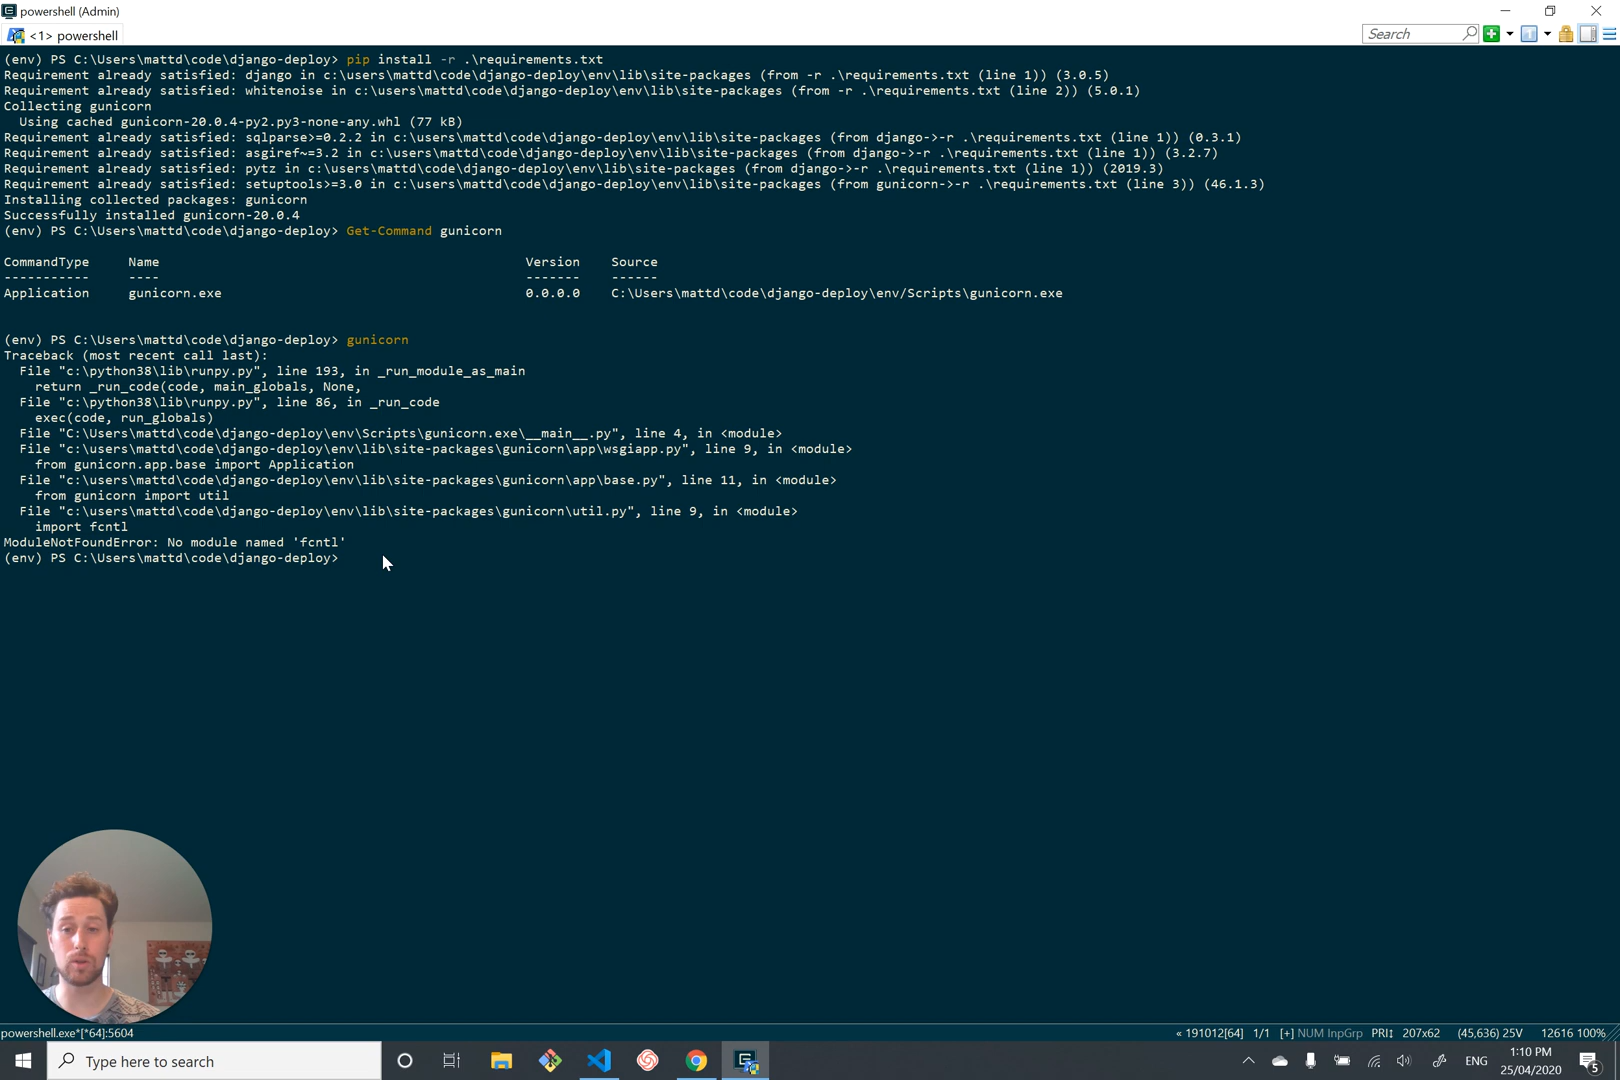 powershell (Admin)
<1> powershell
Search
(env) PS C:\Users\mattd\code\django-deploy> pip install -r .\requirements.txt
Requirement already satisfied: django in c:\users\mattd\code\django-deploy\env\lib\site-packages (from -r .\requirements.txt (line 1)) (3.0.5)
Requirement already satisfied: whitenoise in c:\users\mattd\code\django-deploy\env\lib\site-packages (from -r .\requirements.txt (line 2)) (5.0.1)
Collecting gunicorn
  Using cached gunicorn-20.0.4-py2.py3-none-any.whl (77 kB)
Requirement already satisfied: sqlparse>=0.2.2 in c:\users\mattd\code\django-deploy\env\lib\site-packages (from django->-r .\requirements.txt (line 1)) (0.3.1)
Requirement already satisfied: asgiref~=3.2 in c:\users\mattd\code\django-deploy\env\lib\site-packages (from django->-r .\requirements.txt (line 1)) (3.2.7)
Requirement already satisfied: pytz in c:\users\mattd\code\django-deploy\env\lib\site-packages (from django->-r .\requirements.txt (line 1)) (2019.3)
Requirement already satisfied: setuptools>=3.0 in c:\users\mattd\code\django-deploy\env\lib\site-packages (from gunicorn->-r .\requirements.txt (line 3)) (46.1.3)
Installing collected packages: gunicorn
Successfully installed gunicorn-20.0.4
(env) PS C:\Users\mattd\code\django-deploy> Get-Command gunicorn
CommandType     Name     Version    Source
-----------     ----     -------    ------
Application     gunicorn.exe     0.0.0.0    C:\Users\mattd\code\django-deploy\env/Scripts\gunicorn.exe
(env) PS C:\Users\mattd\code\django-deploy> gunicorn
Traceback (most recent call last):
  File "c:\python38\lib\runpy.py", line 193, in _run_module_as_main
    return _run_code(code, main_globals, None,
  File "c:\python38\lib\runpy.py", line 86, in _run_code
    exec(code, run_globals)
  File "C:\Users\mattd\code\django-deploy\env\Scripts\gunicorn.exe\__main__.py", line 4, in <module>
  File "c:\users\mattd\code\django-deploy\env\lib\site-packages\gunicorn\app\wsgiapp.py", line 9, in <module>
    from gunicorn.app.base import Application
  File "c:\users\mattd\code\django-deploy\env\lib\site-packages\gunicorn\app\base.py", line 11, in <module>
    from gunicorn import util
  File "c:\users\mattd\code\django-deploy\env\lib\site-packages\gunicorn\util.py", line 9, in <module>
    import fcntl
ModuleNotFoundError: No module named 'fcntl'
(env) PS C:\Users\mattd\code\django-deploy>
powershell.exe*[*64]:5604
« 191012[64] 1/1 [+] NUM InpGrp PRI↕ 207x62 (45,636) 25V 12616 100%
Type here to search
ENG
1:10 PM
25/04/2020
5